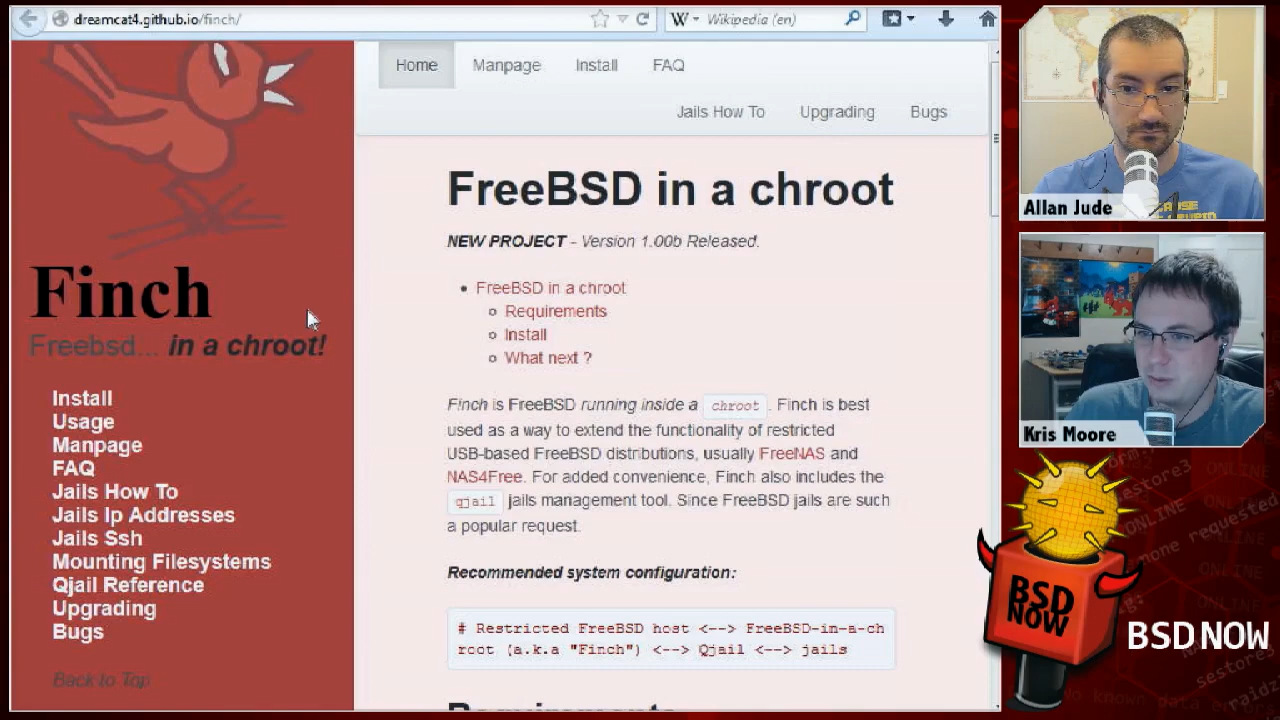 dreamcat4.github.io/finch/
Wikipedia (en)
Home
Manpage
Install
FAQ
Jails How To
Upgrading
Bugs
Finch
Freebsd... in a chroot!
Install
Usage
Manpage
FAQ
Jails How To
Jails Ip Addresses
Jails Ssh
Mounting Filesystems
Qjail Reference
Upgrading
Bugs
Back to Top
FreeBSD in a chroot
NEW PROJECT - Version 1.00b Released.
FreeBSD in a chroot
Requirements
Install
What next ?
Finch is FreeBSD running inside a chroot. Finch is best
used as a way to extend the functionality of restricted
USB-based FreeBSD distributions, usually FreeNAS and
NAS4Free. For added convenience, Finch also includes the
qjail jails management tool. Since FreeBSD jails are such
a popular request.
Recommended system configuration:
# Restricted FreeBSD host <--> FreeBSD-in-a-ch
root (a.k.a "Finch") <--> Qjail <--> jails
Requirements
Allan Jude
Kris Moore
BSD
NOW
BSD NOW